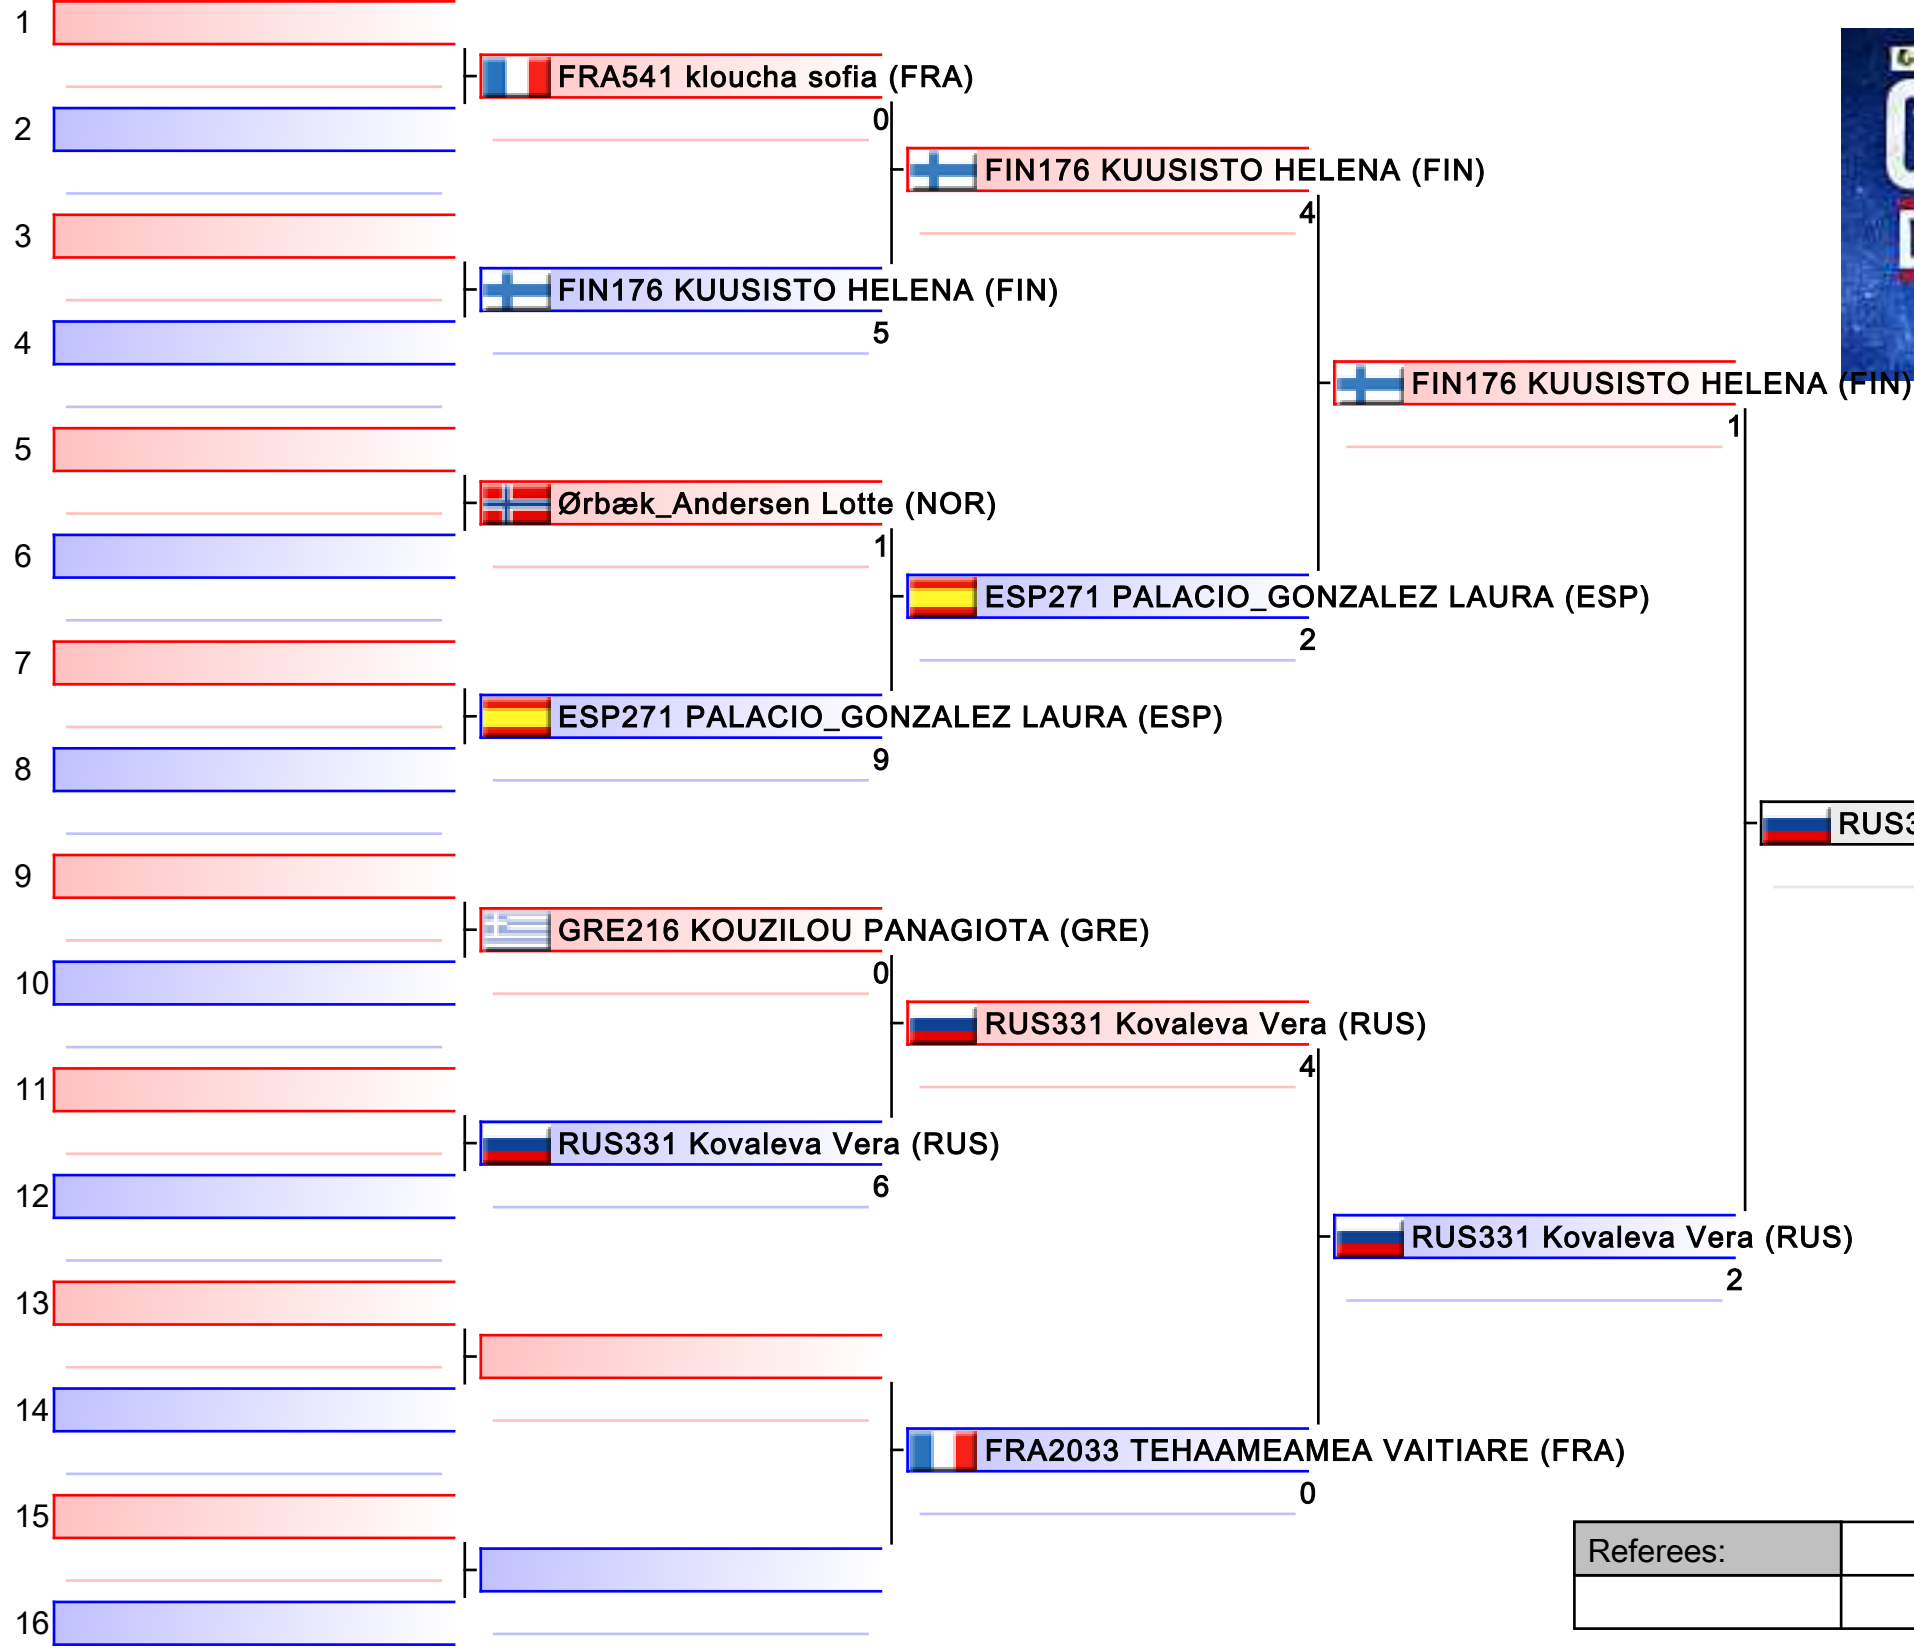 1
FRA541 kloucha sofia (FRA)
0
2
FIN176 KUUSISTO HELENA (FIN)
4
3
FIN176 KUUSISTO HELENA (FIN)
5
4
FIN176 KUUSISTO HELENA (FIN)
1
5
Ørbæk_Andersen Lotte (NOR)
1
6
ESP271 PALACIO_GONZALEZ LAURA (ESP)
2
7
ESP271 PALACIO_GONZALEZ LAURA (ESP)
9
8
RUS3
9
GRE216 KOUZILOU PANAGIOTA (GRE)
0
10
RUS331 Kovaleva Vera (RUS)
4
11
RUS331 Kovaleva Vera (RUS)
6
12
RUS331 Kovaleva Vera (RUS)
2
13
14
FRA2033 TEHAAMEAMEA VAITIARE (FRA)
0
15
Referees:
16